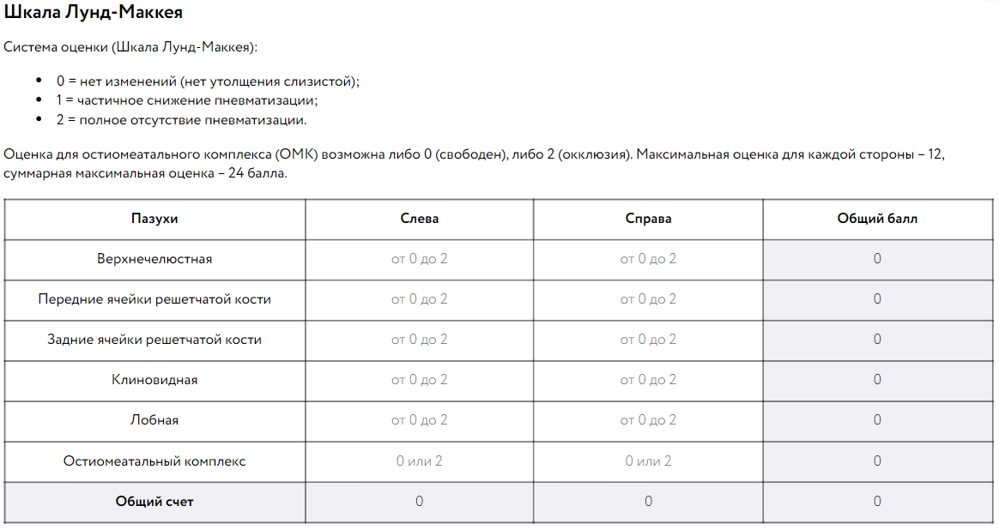 Шкала Лунд-Маккея
Система оценки (Шкала Лунд-Маккея):
• 0 = нет изменений (нет утолщения слизистой);
• 1 = частичное снижение пневматизации;
• 2 = полное отсутствие пневматизации.
Оценка для остиомеатального комплекса (ОМК) возможна либо 0 (свободен), либо 2 (окклюзия). Максимальная оценка для каждой стороны – 12,
суммарная максимальная оценка – 24 балла.
Пазухи Слева Справа Общий балл
Верхнечелюстная от 0 до 2 от 0 до 2 0
Передние ячейки решетчатой кости от 0 до 2 от 0 до 2 0
Задние ячейки решетчатой кости от 0 до 2 от 0 до 2 0
Клиновидная от 0 до 2 от 0 до 2 0
Лобная от 0 до 2 от 0 до 2 0
Остиомеатальный комплекс 0 или 2 0 или 2 0
Общий счет 0 0 0